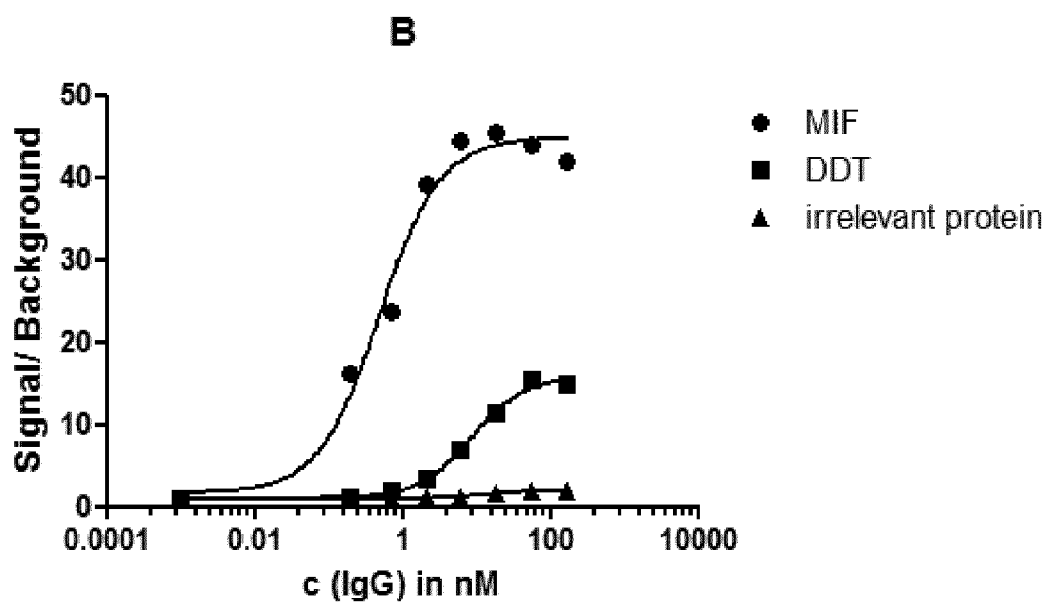 B
50
40
30
20
10
0
Signal/ Background
0.0001
0.01
1
100
10000
c (IgG) in nM
MIF
DDT
irrelevant protein